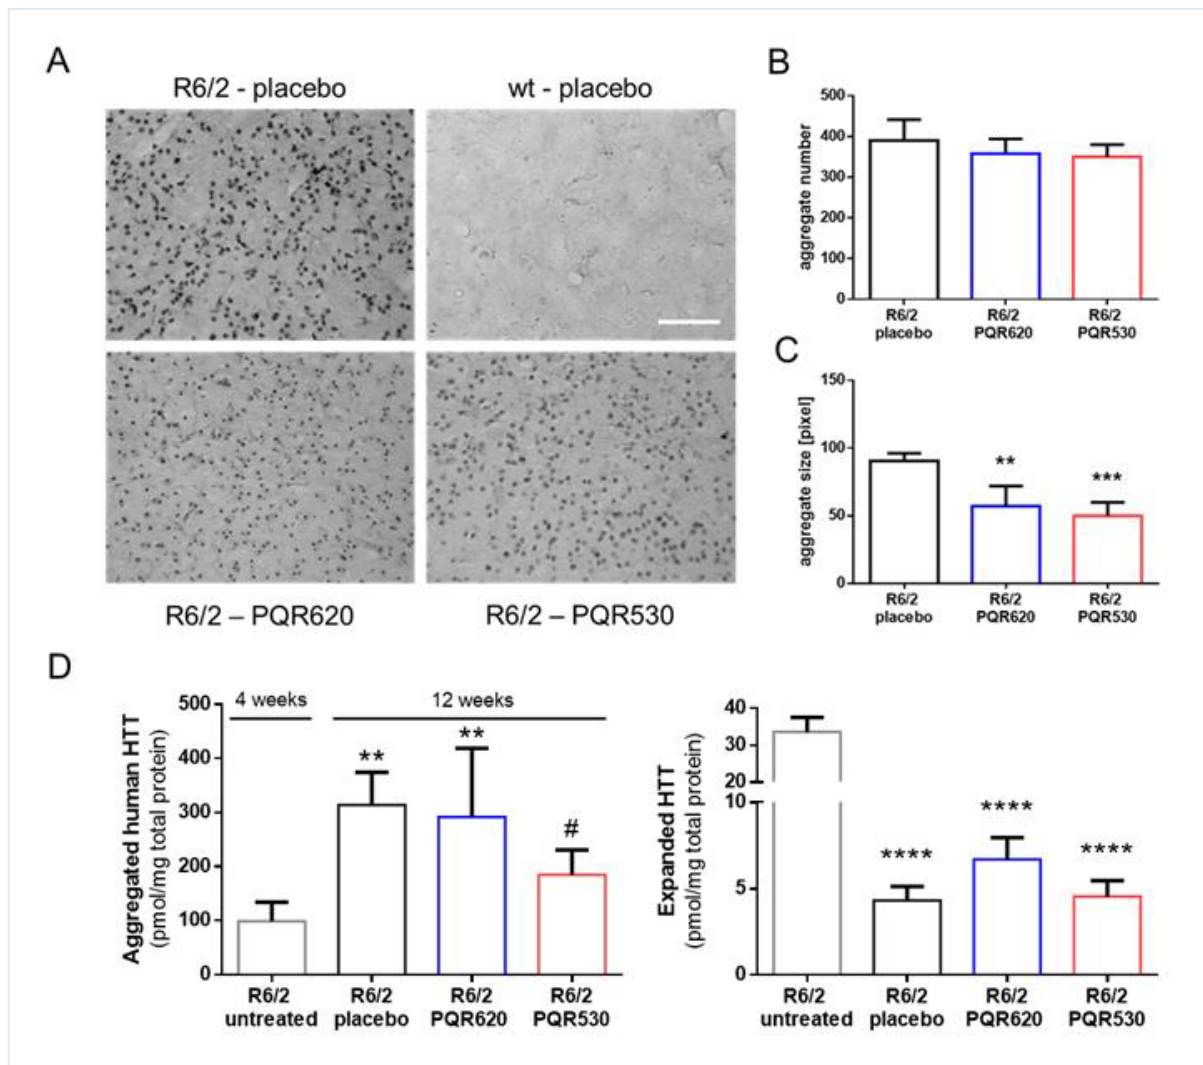 A
R6/2 - placebo
wt - placebo
R6/2 – PQR620
R6/2 – PQR530
B
aggregate number
500
400
300
200
100
0
R6/2
placebo
R6/2
PQR620
R6/2
PQR530
C
aggregate size [pixel]
150
100
50
0
**
***
R6/2
placebo
R6/2
PQR620
R6/2
PQR530
D
Aggregated human HTT
(pmol/mg total protein)
500
400
300
200
100
0
4 weeks
12 weeks
**
**
#
R6/2
untreated
R6/2
placebo
R6/2
PQR620
R6/2
PQR530
Expanded HTT
(pmol/mg total protein)
40
30
20
10
5
0
****
****
****
R6/2
untreated
R6/2
placebo
R6/2
PQR620
R6/2
PQR530